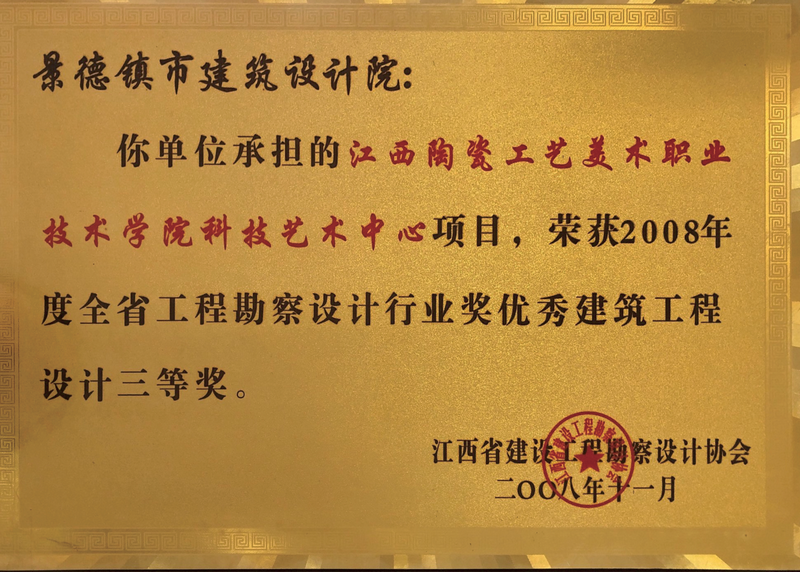 景德镇市建筑设计院:
你单位承担的江西陶瓷工艺美术职业
技术学院科技艺术中心项目，荣获2008年
度全省工程勘察设计行业奖优秀建筑工程
设计三等奖。
江西省建设工程勘察设计协会
二〇〇八年十一月